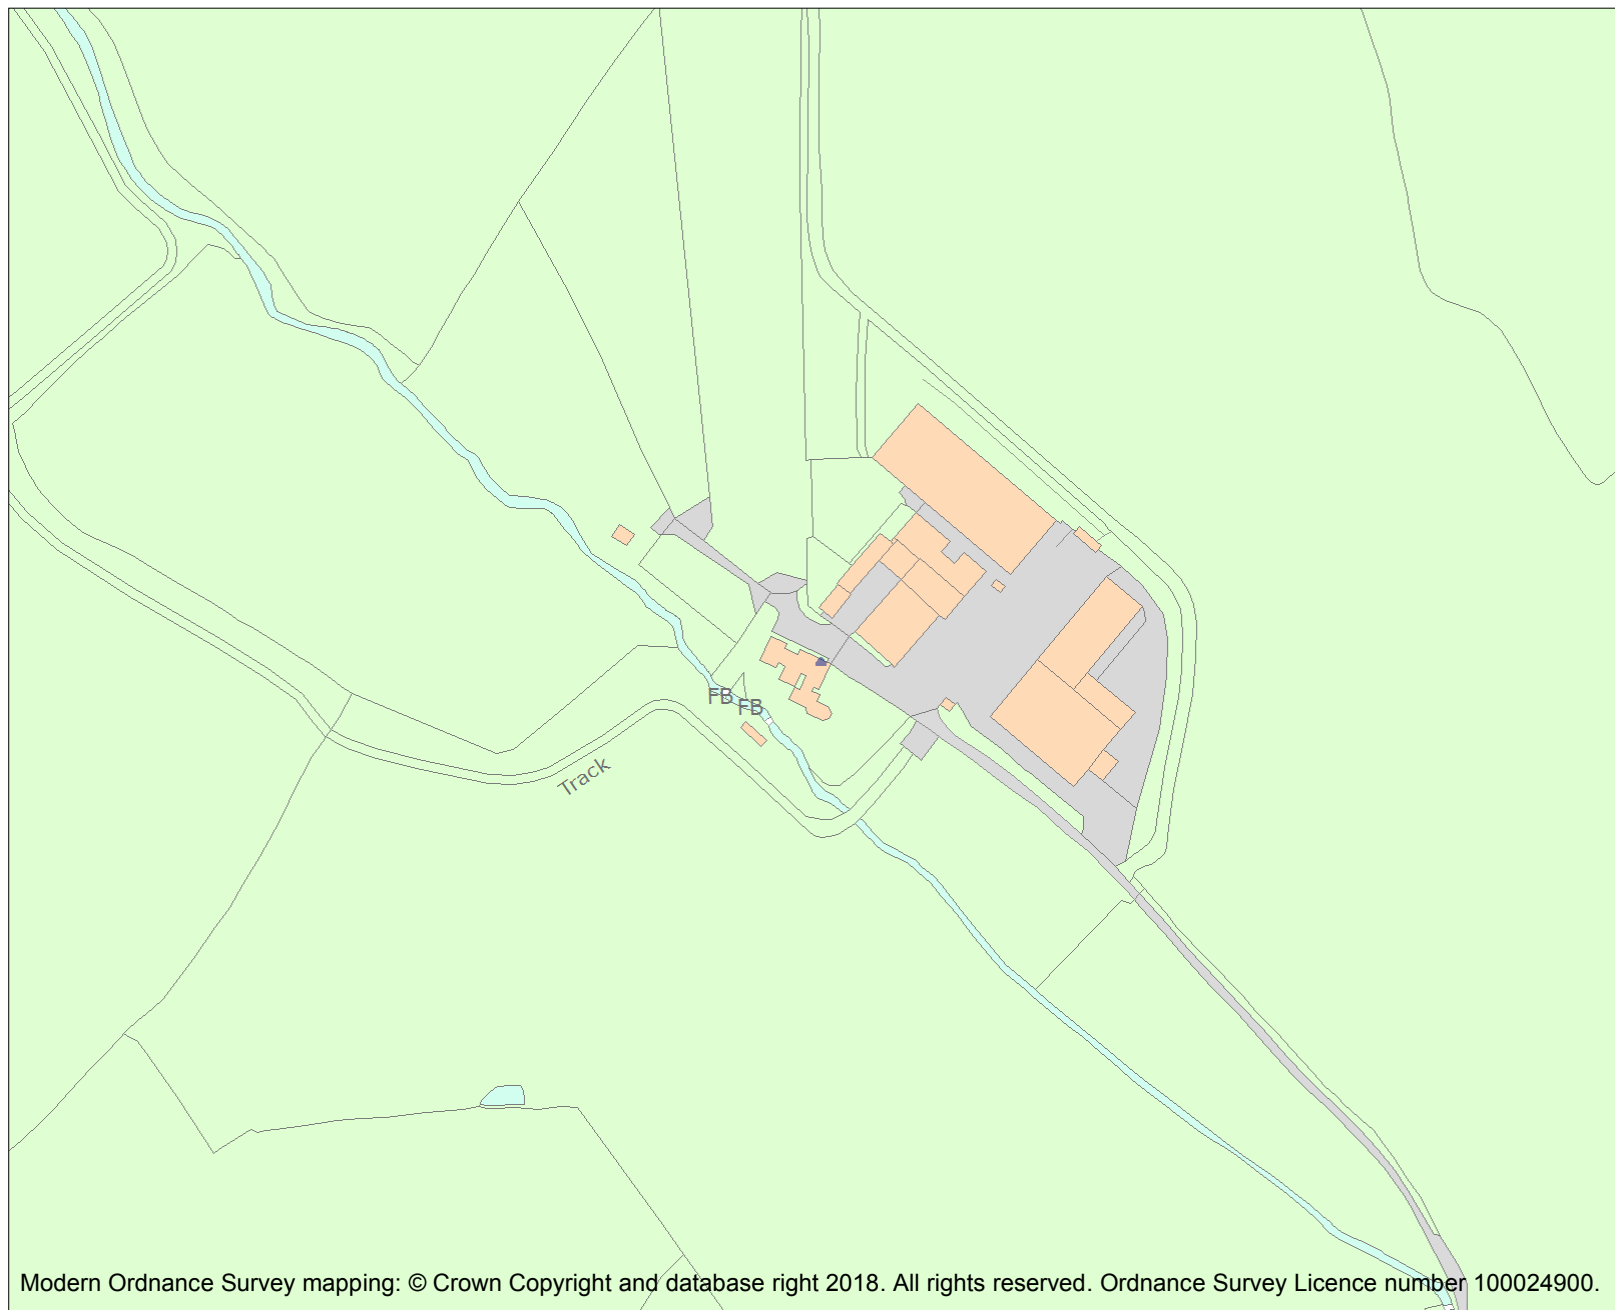 FB
FB
Track
Modern Ordnance Survey mapping: © Crown Copyright and database right 2018. All rights reserved. Ordnance Survey Licence number 100024900.